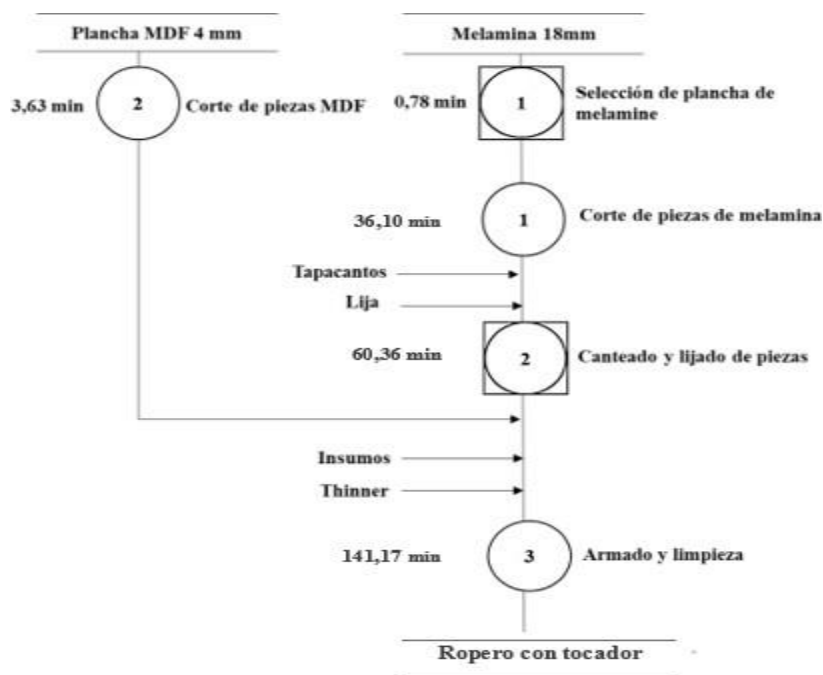 Plancha MDF 4 mm
Melamina 18mm
3,63 min
2
Corte de piezas MDF
0,78 min
1
Selección de plancha de
melamine
36,10 min
1
Corte de piezas de melamina
Tapacantos
Lija
60,36 min
2
Canteado y lijado de piezas
Insumos
Thinner
141,17 min
3
Armado y limpieza
Ropero con tocador